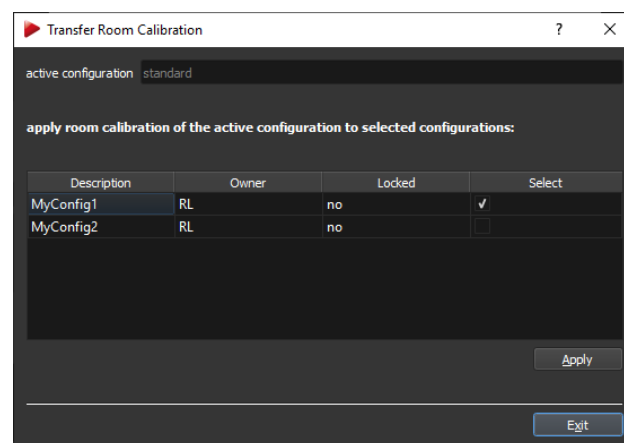 Transfer Room Calibration ? X
active configuration standard
apply room calibration of the active configuration to selected configurations:
Description Owner Locked Select
MyConfig1 RL no
MyConfig2 RL no
Apply
Exit